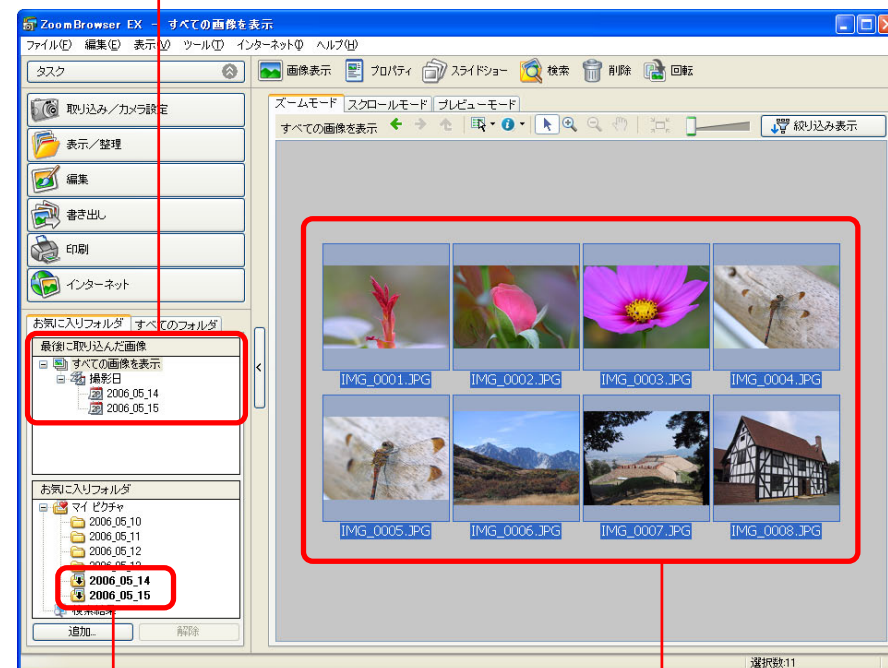 ZoomBrowser EX - すべての画像を表示
ファイル(F) 編集(E) 表示(V) ツール(T) インターネット(I) ヘルプ(H)
タスク
画像表示 プロパティ スライドショー 検索 削除 回転
取り込み/カメラ設定
表示/整理
編集
書き出し
印刷
インターネット
ズームモード スクロールモード プレビューモード
すべての画像を表示 絞り込み表示
お気に入りフォルダ すべてのフォルダ
最後に取り込んだ画像
すべての画像を表示
撮影日
2006_05_14
2006_05_15
お気に入りフォルダ
マイ ピクチャ
2006_05_10
2006_05_11
2006_05_12
2006_05_13
2006_05_14
2006_05_15
検索結果
追加... 解除
IMG_0001.JPG IMG_0002.JPG IMG_0003.JPG IMG_0004.JPG
IMG_0005.JPG IMG_0006.JPG IMG_0007.JPG IMG_0008.JPG
選択数:11